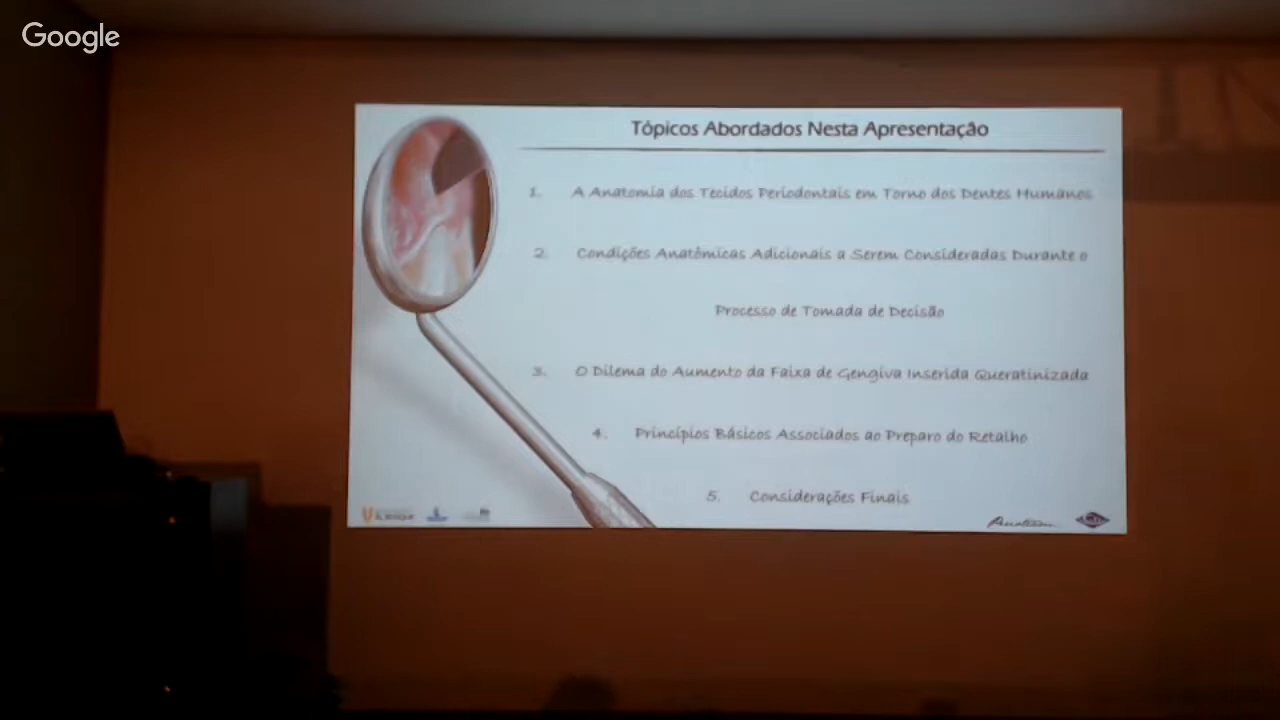 Google
Tópicos Abordados Nesta Apresentação
1. A Anatomia dos Tecidos Periodontais em Torno dos Dentes Humanos
2. Condições Anatômicas Adicionais a Serem Consideradas Durante o
Processo de Tomada de Decisão
3. O Dilema do Aumento da Faixa de Gengiva Inserida Queratinizada
4. Princípios Básicos Associados ao Preparo do Retalho
5. Considerações Finais